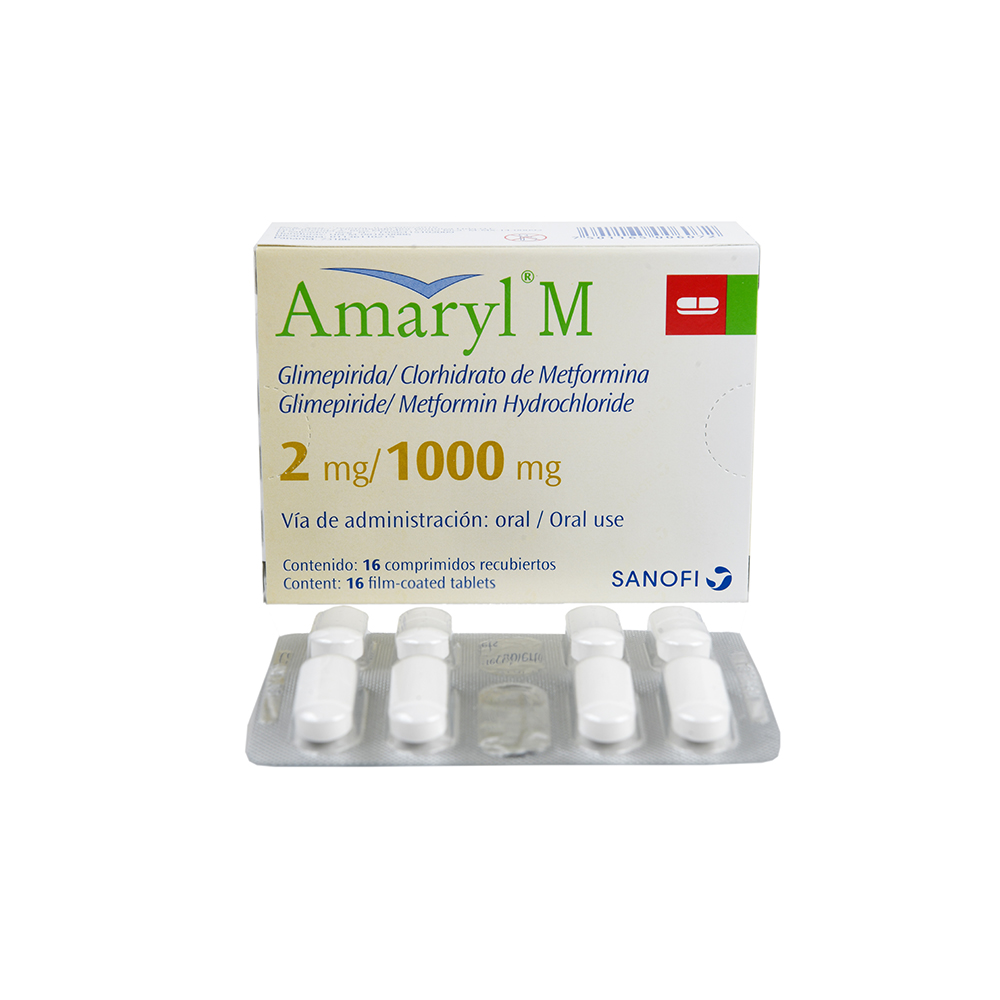 Amaryl® M
Glimepirida/ Clorhidrato de Metformina
Glimepiride/ Metformin Hydrochloride
2 mg/ 1000 mg
Vía de administración: oral / Oral use
Contenido: 16 comprimidos recubiertos
Content: 16 film-coated tablets
SANOFI